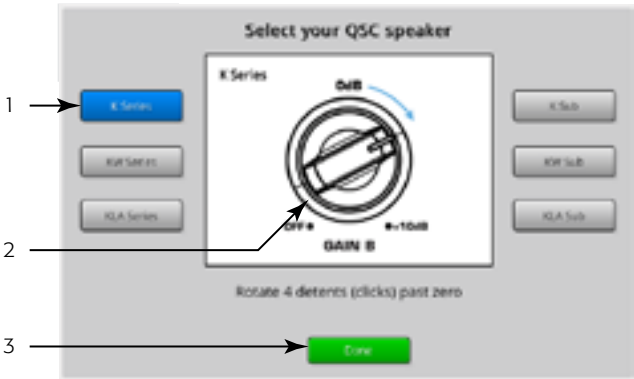 Select your QSC speaker
K Series
0dB
1
K Series
K Sub
KW Series
KW Sub
KLA Series
KLA Sub
2
OFF
+10dB
GAIN B
Rotate 4 detents (clicks) past zero
3
Done